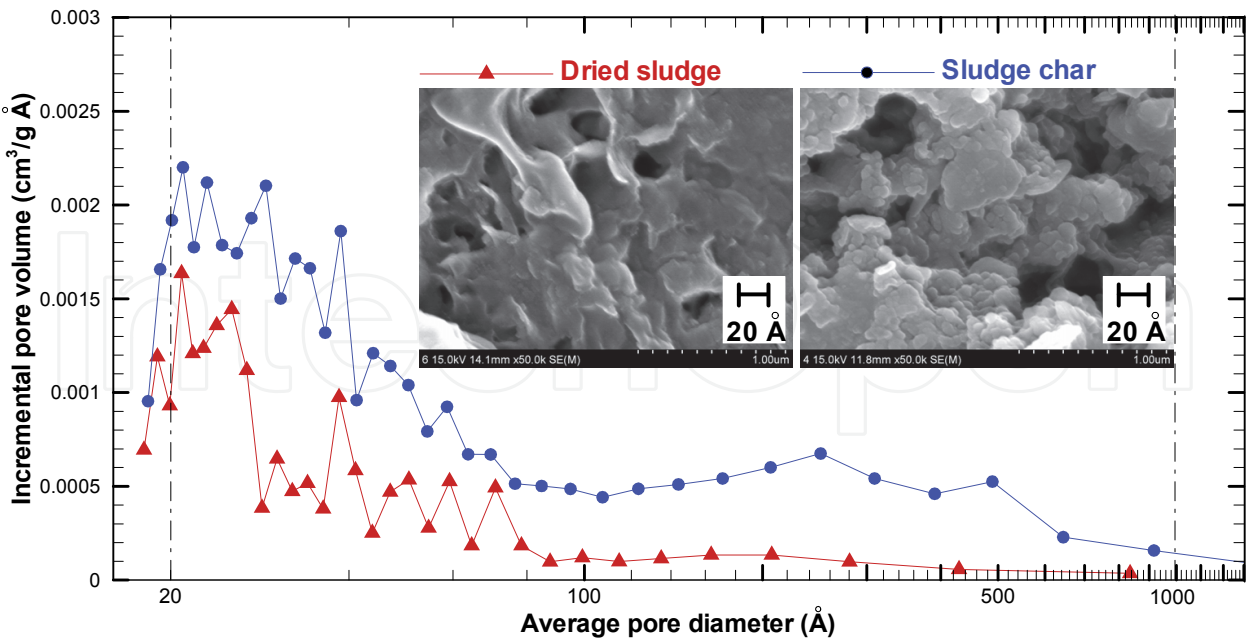 0.003
0.0025
0.002
0.0015
0.001
0.0005
0
Incremental pore volume (cm³/g Å)
Dried sludge
Sludge char
20 Å
20 Å
6 15.0kV 14.1mm x50.0k SE(M) 1.00um
4 15.0kV 11.8mm x50.0k SE(M) 1.00um
20 100 500 1000
Average pore diameter (Å)
IntechOpen